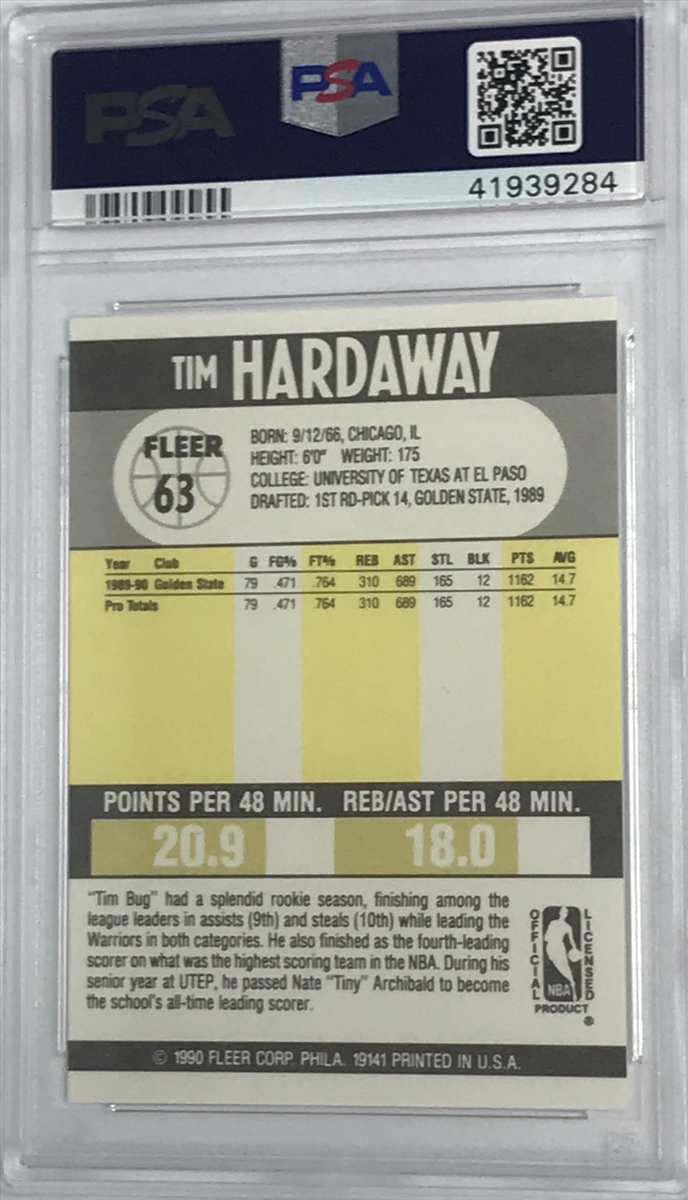 PSA
PSA
41939284
TIM HARDAWAY
FLEER
63
BORN: 9/12/66, CHICAGO, IL
HEIGHT: 6'0" WEIGHT: 175
COLLEGE: UNIVERSITY OF TEXAS AT EL PASO
DRAFTED: 1ST RD-PICK 14, GOLDEN STATE, 1989
Year Club G FG% FT% REB AST STL BLK PTS AVG
1989-90 Golden State 79 .471 .764 310 689 165 12 1162 14.7
Pro Totals 79 .471 .764 310 689 165 12 1162 14.7
POINTS PER 48 MIN. REB/AST PER 48 MIN.
20.9 18.0
"Tim Bug" had a splendid rookie season, finishing among the
league leaders in assists (9th) and steals (10th) while leading the
Warriors in both categories. He also finished as the fourth-leading
scorer on what was the highest scoring team in the NBA. During his
senior year at UTEP, he passed Nate "Tiny" Archibald to become
the school's all-time leading scorer.
OFFICIAL
LICENSED
NBA
PRODUCT
®
© 1990 FLEER CORP. PHILA. 19141 PRINTED IN U.S.A.